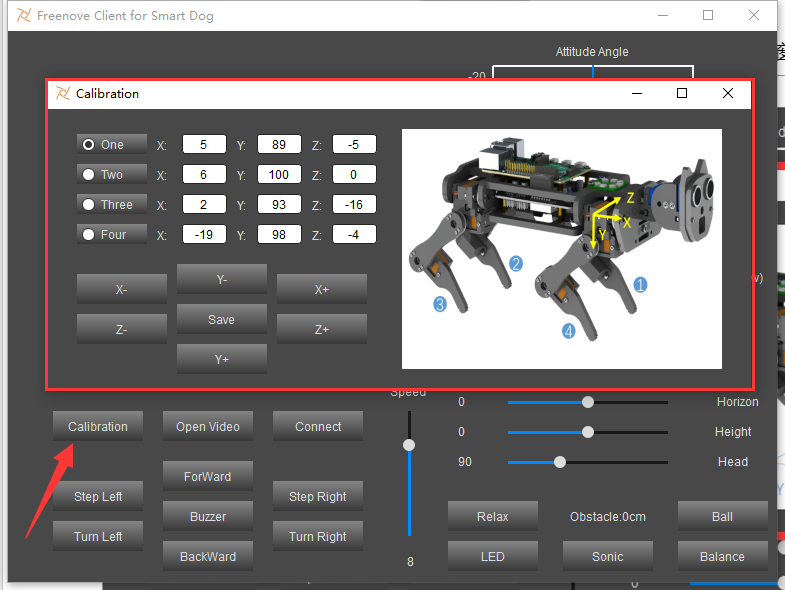 Freenove Client for Smart Dog
Attitude Angle
-20
Calibration
One X: 5 Y: 89 Z: -5
Two X: 6 Y: 100 Z: 0
Three X: 2 Y: 93 Z: -16
Four X: -19 Y: 98 Z: -4
X- Y- X+
Z- Save Z+
Y+
Z
X
Y
2
1
3
4
Speed
0 Horizon
0 Height
90 Head
Calibration Open Video Connect
ForWard
Step Left Step Right
Buzzer
Turn Left Turn Right
BackWard
8
Relax Obstacle:0cm Ball
LED Sonic Balance
w)
Y
0